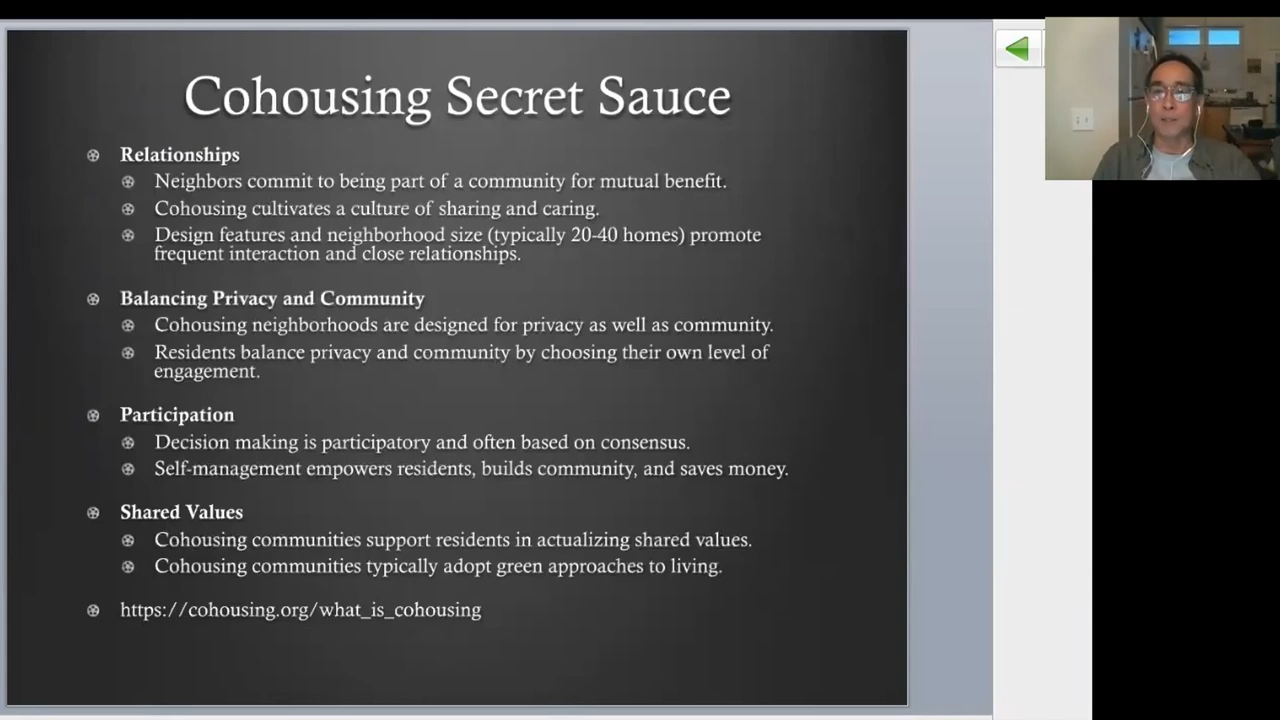 Cohousing Secret Sauce
Relationships
Neighbors commit to being part of a community for mutual benefit.
Cohousing cultivates a culture of sharing and caring.
Design features and neighborhood size (typically 20-40 homes) promote
frequent interaction and close relationships.
Balancing Privacy and Community
Cohousing neighborhoods are designed for privacy as well as community.
Residents balance privacy and community by choosing their own level of
engagement.
Participation
Decision making is participatory and often based on consensus.
Self-management empowers residents, builds community, and saves money.
Shared Values
Cohousing communities support residents in actualizing shared values.
Cohousing communities typically adopt green approaches to living.
https://cohousing.org/what_is_cohousing